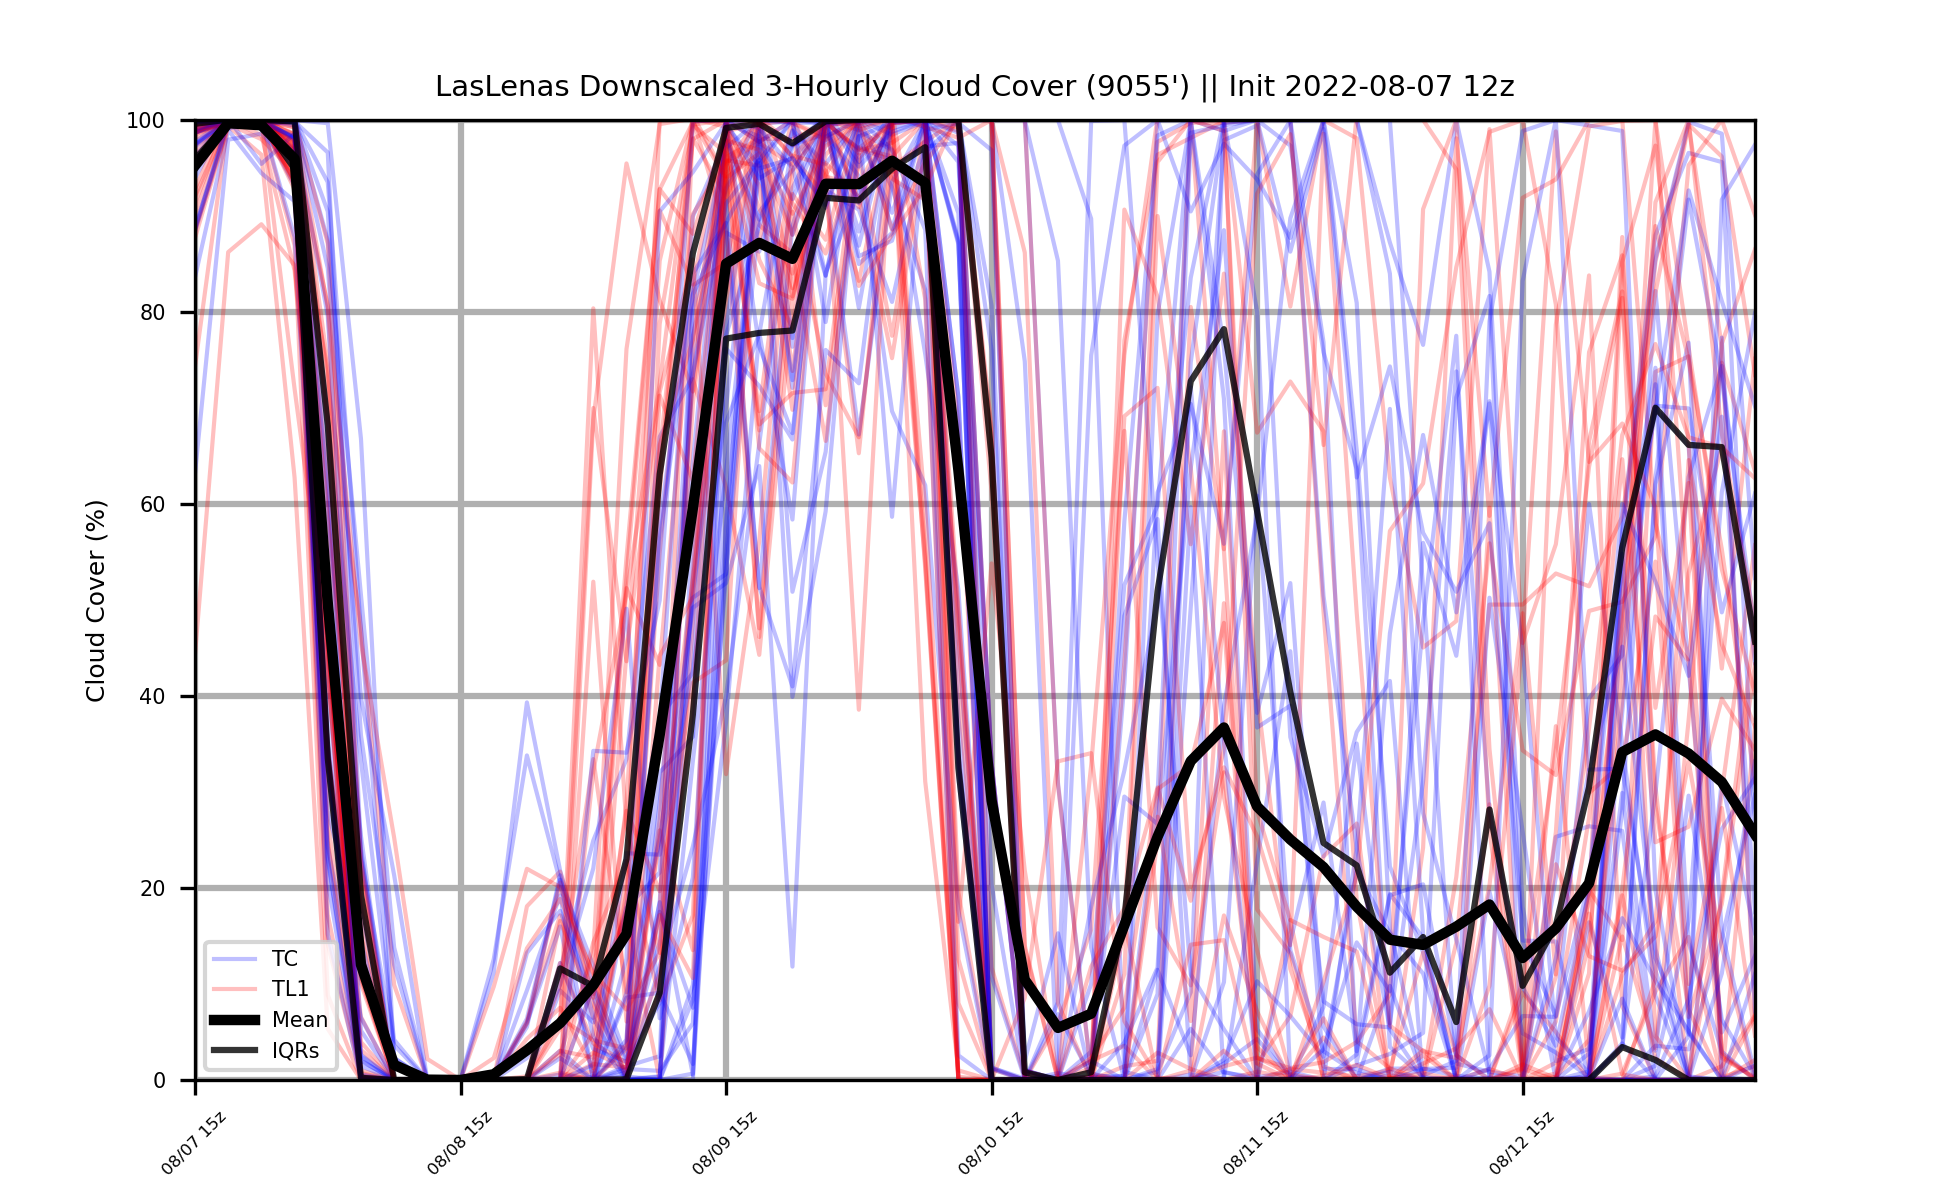 LasLenas Downscaled 3-Hourly Cloud Cover (9055') || Init 2022-08-07 12z
Cloud Cover (%)
100
80
60
40
20
0
TC
TL1
Mean
IQRs
08/07 15z
08/08 15z
08/09 15z
08/10 15z
08/11 15z
08/12 15z